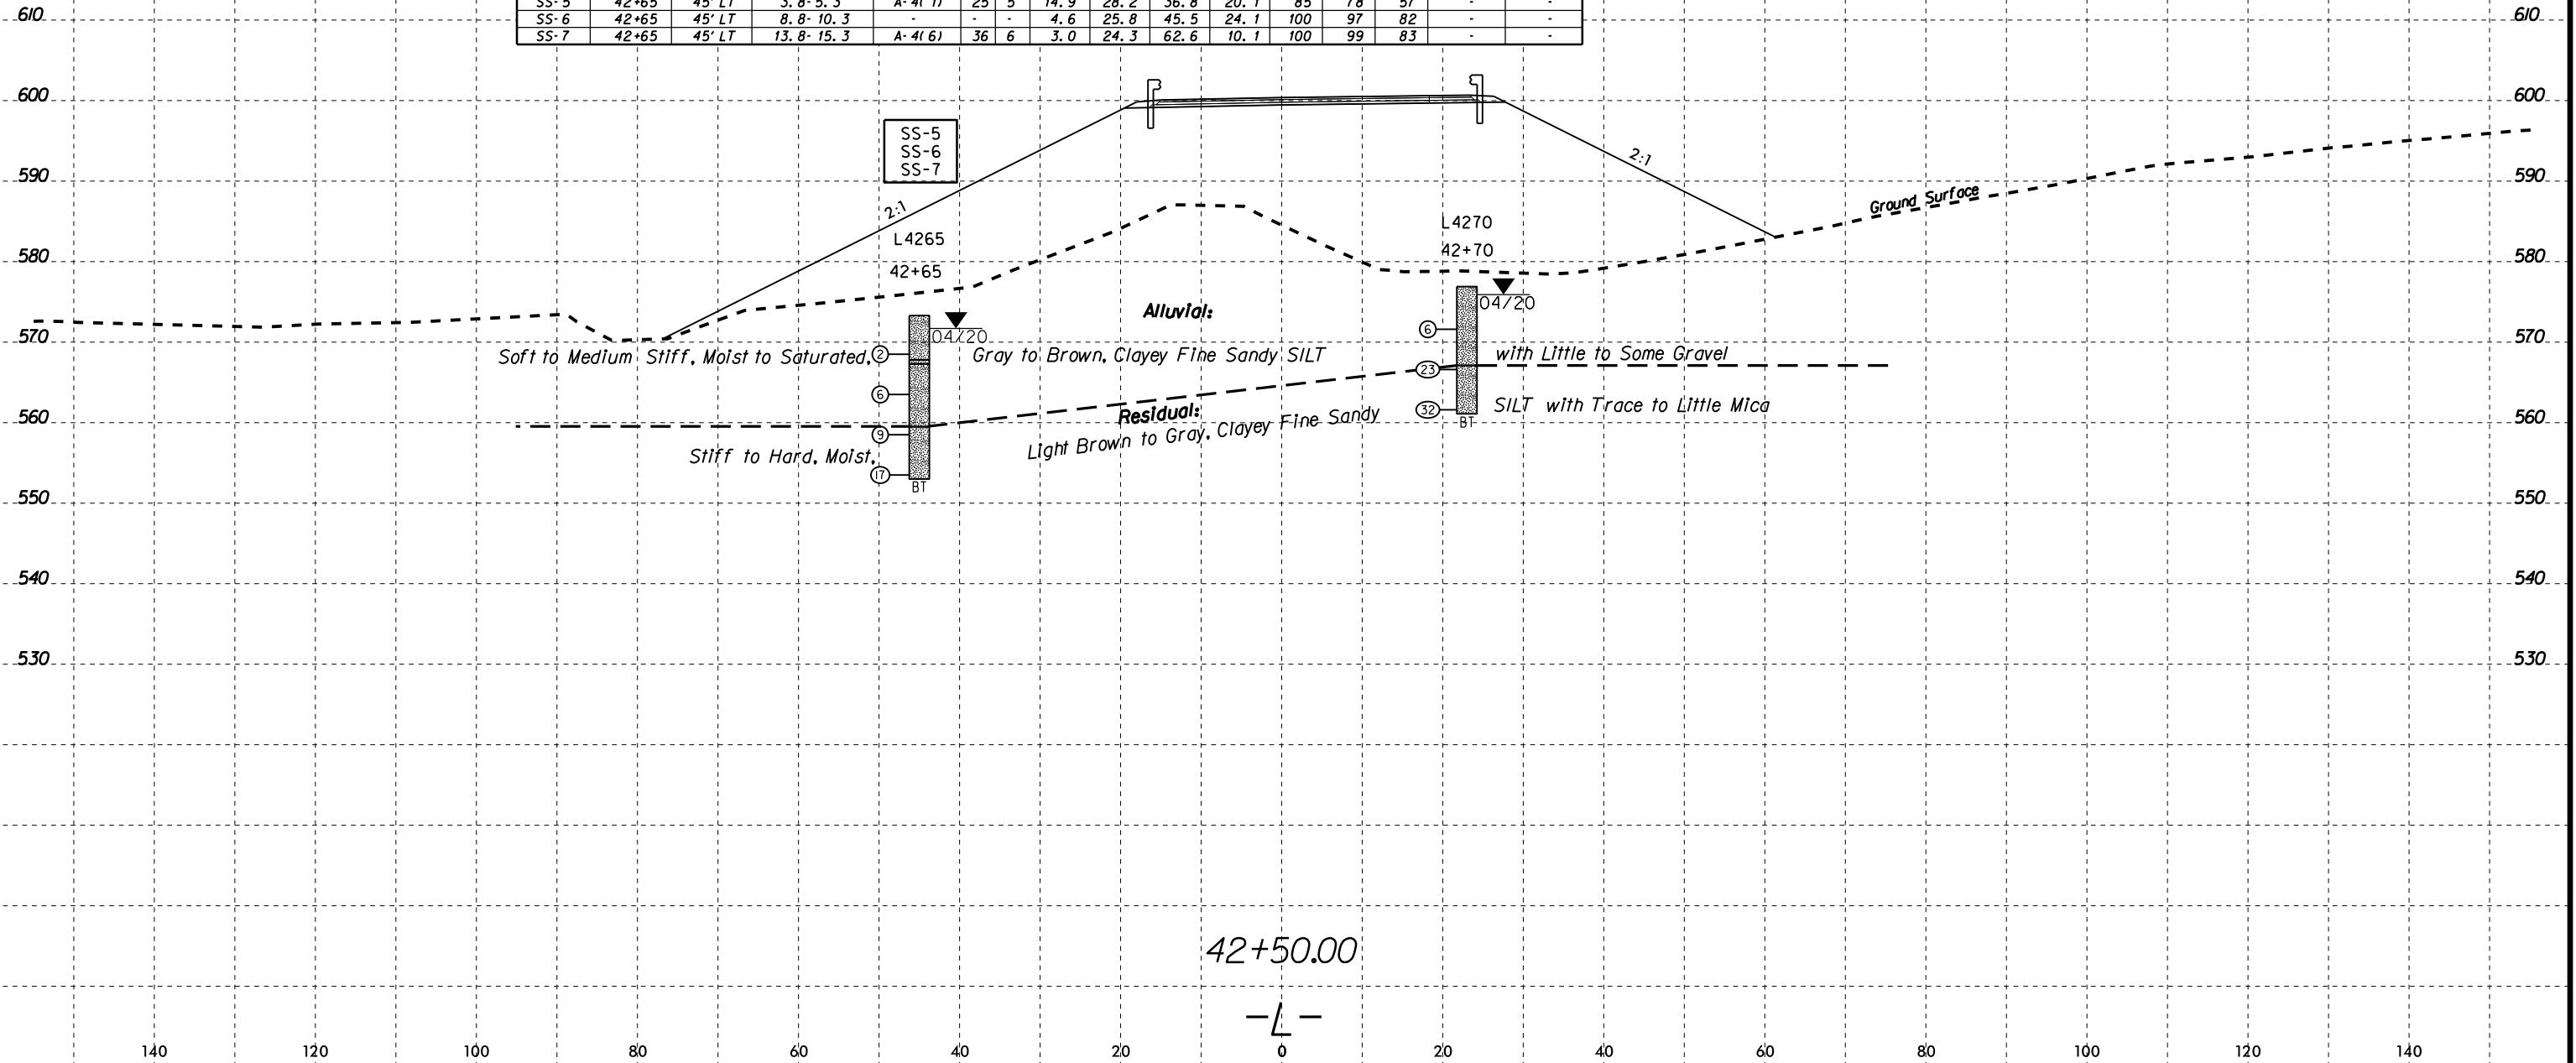 SS-5 42+65 45' LT 3.8-5.3 A-4(1) 25 5 14.9 28.2 36.8 20.1 85 78 57 - -
610 SS-6 42+65 45' LT 8.8-10.3 - - - 4.6 25.8 45.5 24.1 100 97 82 - - 610
SS-7 42+65 45' LT 13.8-15.3 A-4(6) 36 6 3.0 24.3 62.6 10.1 100 99 83 - -
600 600
SS-5
SS-6
SS-7
2:1
590 590
Ground Surface
2:1
L4265
L4270
42+65
42+70
580 580
04/20
Alluvial:
04/20
6
570 570
Soft to Medium Stiff, Moist to Saturated, 2 Gray to Brown, Clayey Fine Sandy SILT with Little to Some Gravel
23
6
SILT with Trace to Little Mica
32
BT
560 560
Residual:
Light Brown to Gray, Clayey Fine Sandy
9
Stiff to Hard, Moist,
17
BT
550 550
540 540
530 530
42+50.00
-L-
140 120 100 80 60 40 20 0 20 40 60 80 100 120 140